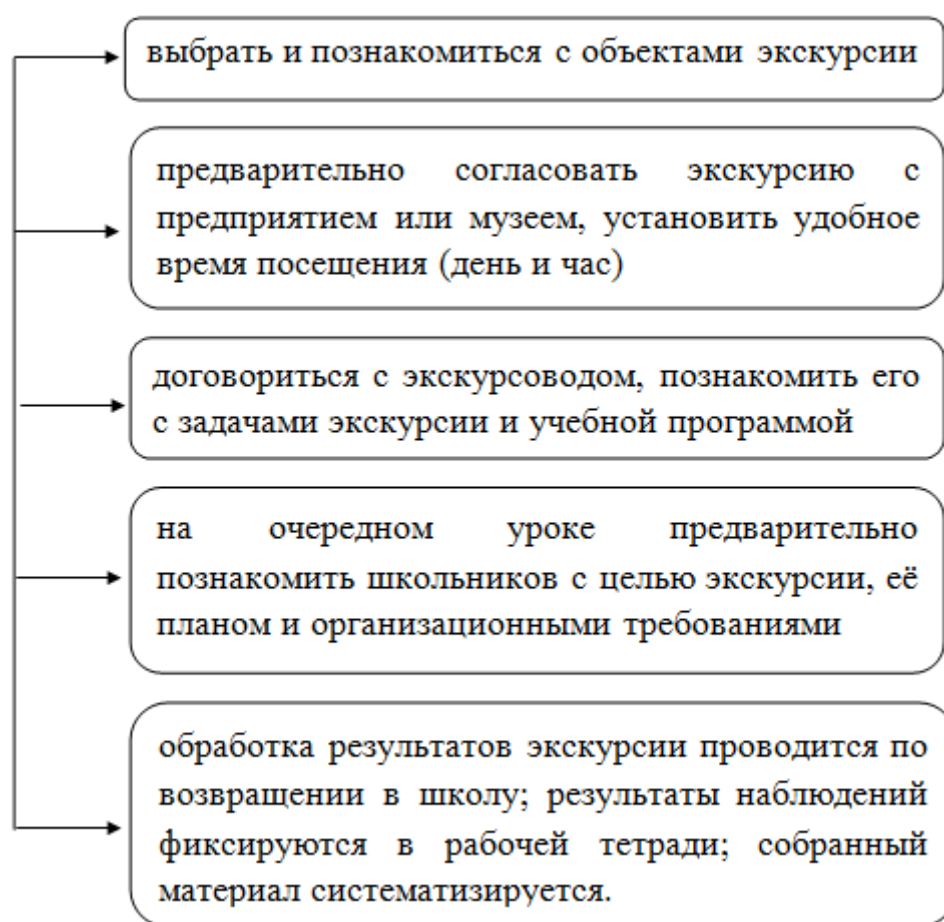 выбрать и познакомиться с объектами экскурсии
предварительно согласовать экскурсию с
предприятием или музеем, установить удобное
время посещения (день и час)
договориться с экскурсоводом, познакомить его
с задачами экскурсии и учебной программой
на очередном уроке предварительно
познакомить школьников с целью экскурсии, её
планом и организационными требованиями
обработка результатов экскурсии проводится по
возвращении в школу; результаты наблюдений
фиксируются в рабочей тетради; собранный
материал систематизируется.